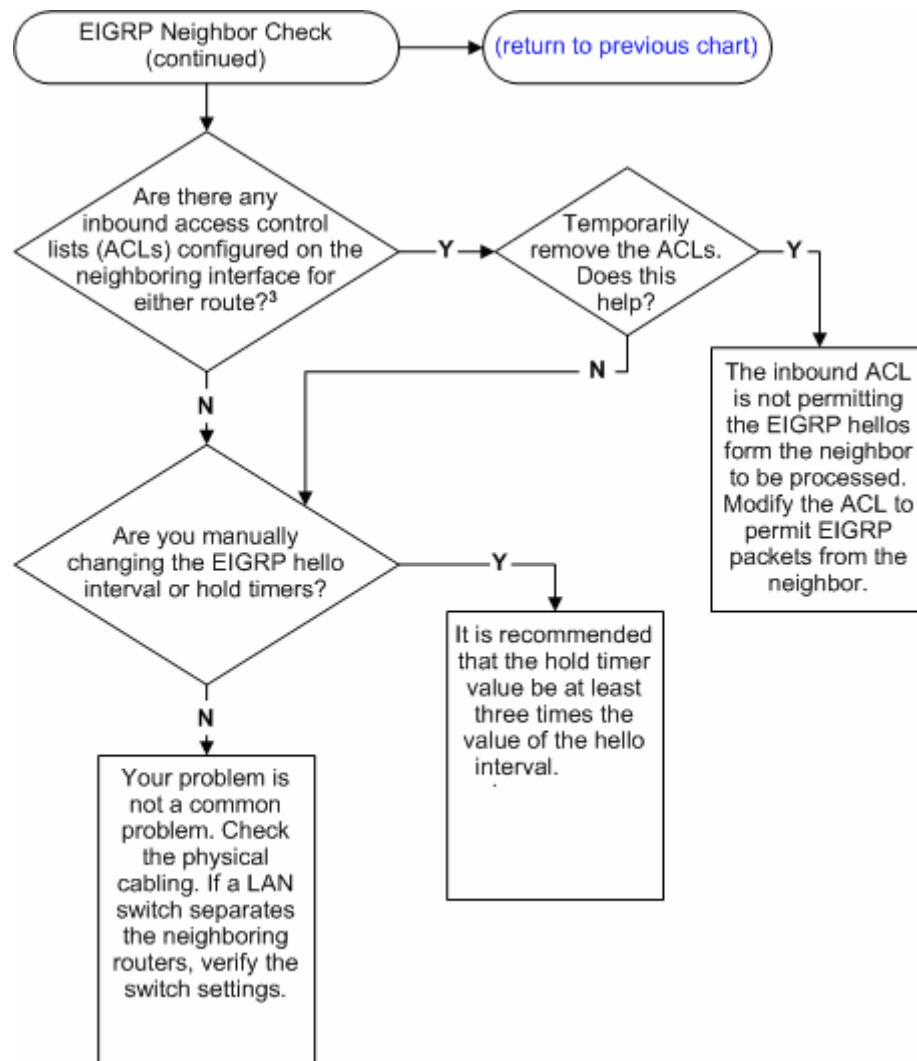 EIGRP Neighbor Check
(continued)
(return to previous chart)
Are there any
inbound access control
lists (ACLs) configured on the
neighboring interface for
either route?³
Y
Temporarily
remove the ACLs.
Does this
help?
Y
N
N
The inbound ACL
is not permitting
the EIGRP hellos
form the neighbor
to be processed.
Modify the ACL to
permit EIGRP
packets from the
neighbor.
Are you manually
changing the EIGRP hello
interval or hold timers?
Y
It is recommended
that the hold timer
value be at least
three times the
value of the hello
interval.
N
Your problem is
not a common
problem. Check
the physical
cabling. If a LAN
switch separates
the neighboring
routers, verify the
switch settings.